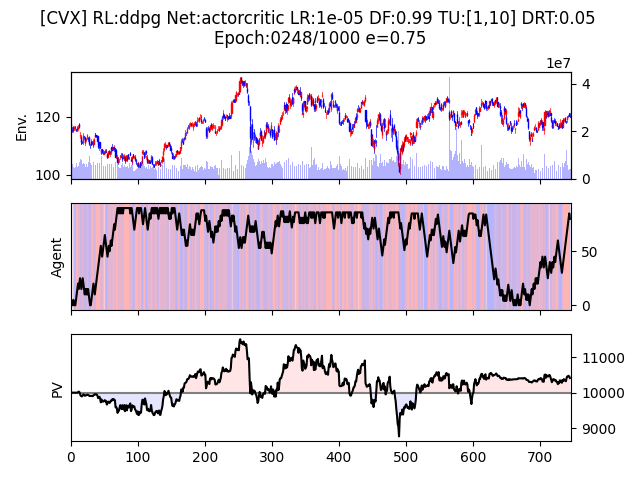 [CVX] RL:ddpg Net:actorcritic LR:1e-05 DF:0.99 TU:[1,10] DRT:0.05
Epoch:0248/1000 e=0.75
1e7
Env.
120
100
4
2
0
Agent
50
0
PV
11000
10000
9000
0 100 200 300 400 500 600 700